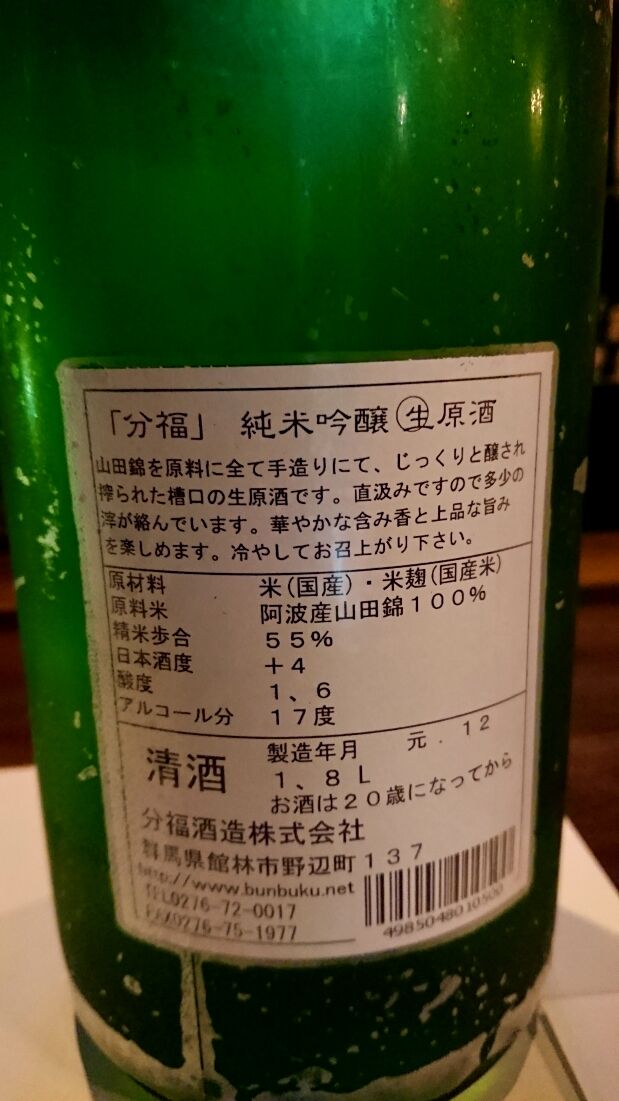 「分福」 純米吟醸㊤生原酒
山田錦を原料に全て手造りにて、じっくりと醸され
搾られた槽口の生原酒です。直汲みですので多少の
滓が絡んでいます。華やかな含み香と上品な旨み
を楽しめます。冷やしてお召上がり下さい。
原材料 米(国産)・米麹(国産米)
原料米 阿波産山田錦100%
精米歩合 55%
日本酒度 +4
酸度 1、6
アルコール分 17度
清酒
製造年月 元．12
1、8L
お酒は20歳になってから
分福酒造株式会社
群馬県館林市野辺町137
http://www.bunbuku.net
TEL0276-72-0017
FAX0276-75-1977
4985048010500